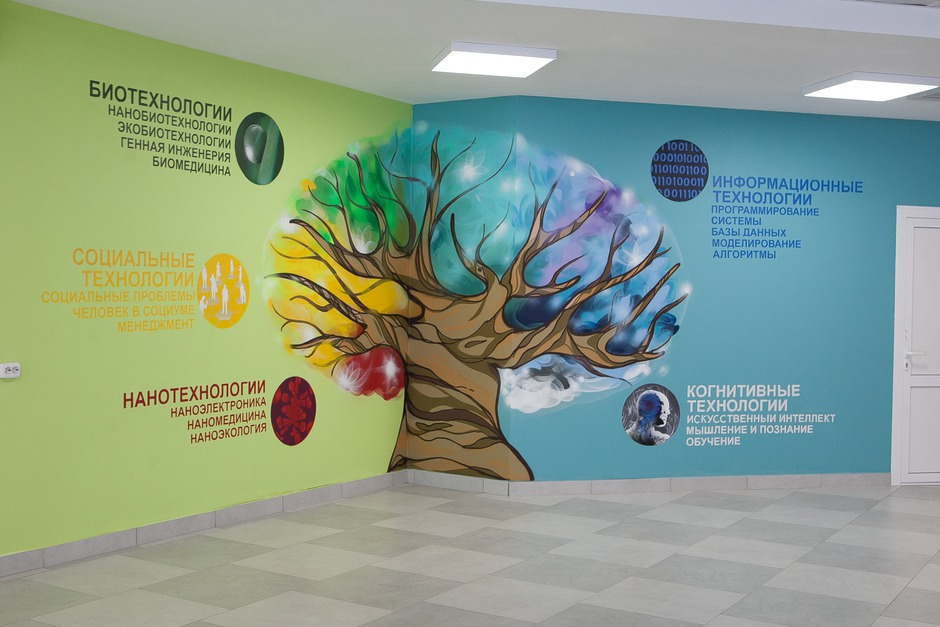 БИОТЕХНОЛОГИИ
НАНОБИОТЕХНОЛОГИИ
ЭКОБИОТЕХНОЛОГИИ
ГЕННАЯ ИНЖЕНЕРИЯ
БИОМЕДИЦИНА
СОЦИАЛЬНЫЕ
ТЕХНОЛОГИИ
СОЦИАЛЬНЫЕ ПРОБЛЕМЫ
ЧЕЛОВЕК В СОЦИУМЕ
МЕНЕДЖМЕНТ
НАНОТЕХНОЛОГИИ
НАНОЭЛЕКТРОНИКА
НАНОМЕДИЦИНА
НАНОЭКОЛОГИЯ
ИНФОРМАЦИОННЫЕ
ТЕХНОЛОГИИ
ПРОГРАММИРОВАНИЕ
СИСТЕМЫ
БАЗЫ ДАННЫХ
МОДЕЛИРОВАНИЕ
АЛГОРИТМЫ
КОГНИТИВНЫЕ
ТЕХНОЛОГИИ
ИСКУССТВЕННЫЙ ИНТЕЛЛЕКТ
МЫШЛЕНИЕ И ПОЗНАНИЕ
ОБУЧЕНИЕ